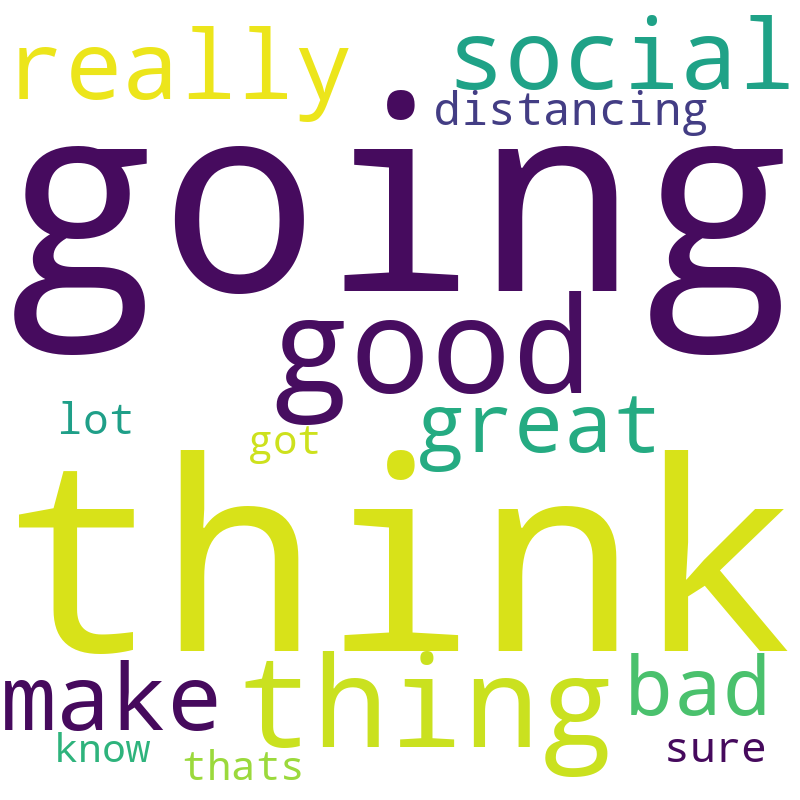 really social
distancing
going
good
lot great
got
think
make thing bad
know thats sure